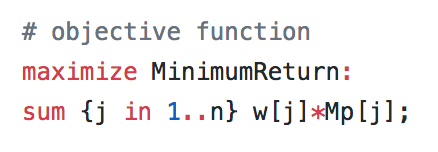 # objective function
maximize MinimumReturn:
sum {j in 1..n} w[j]*Mp[j];